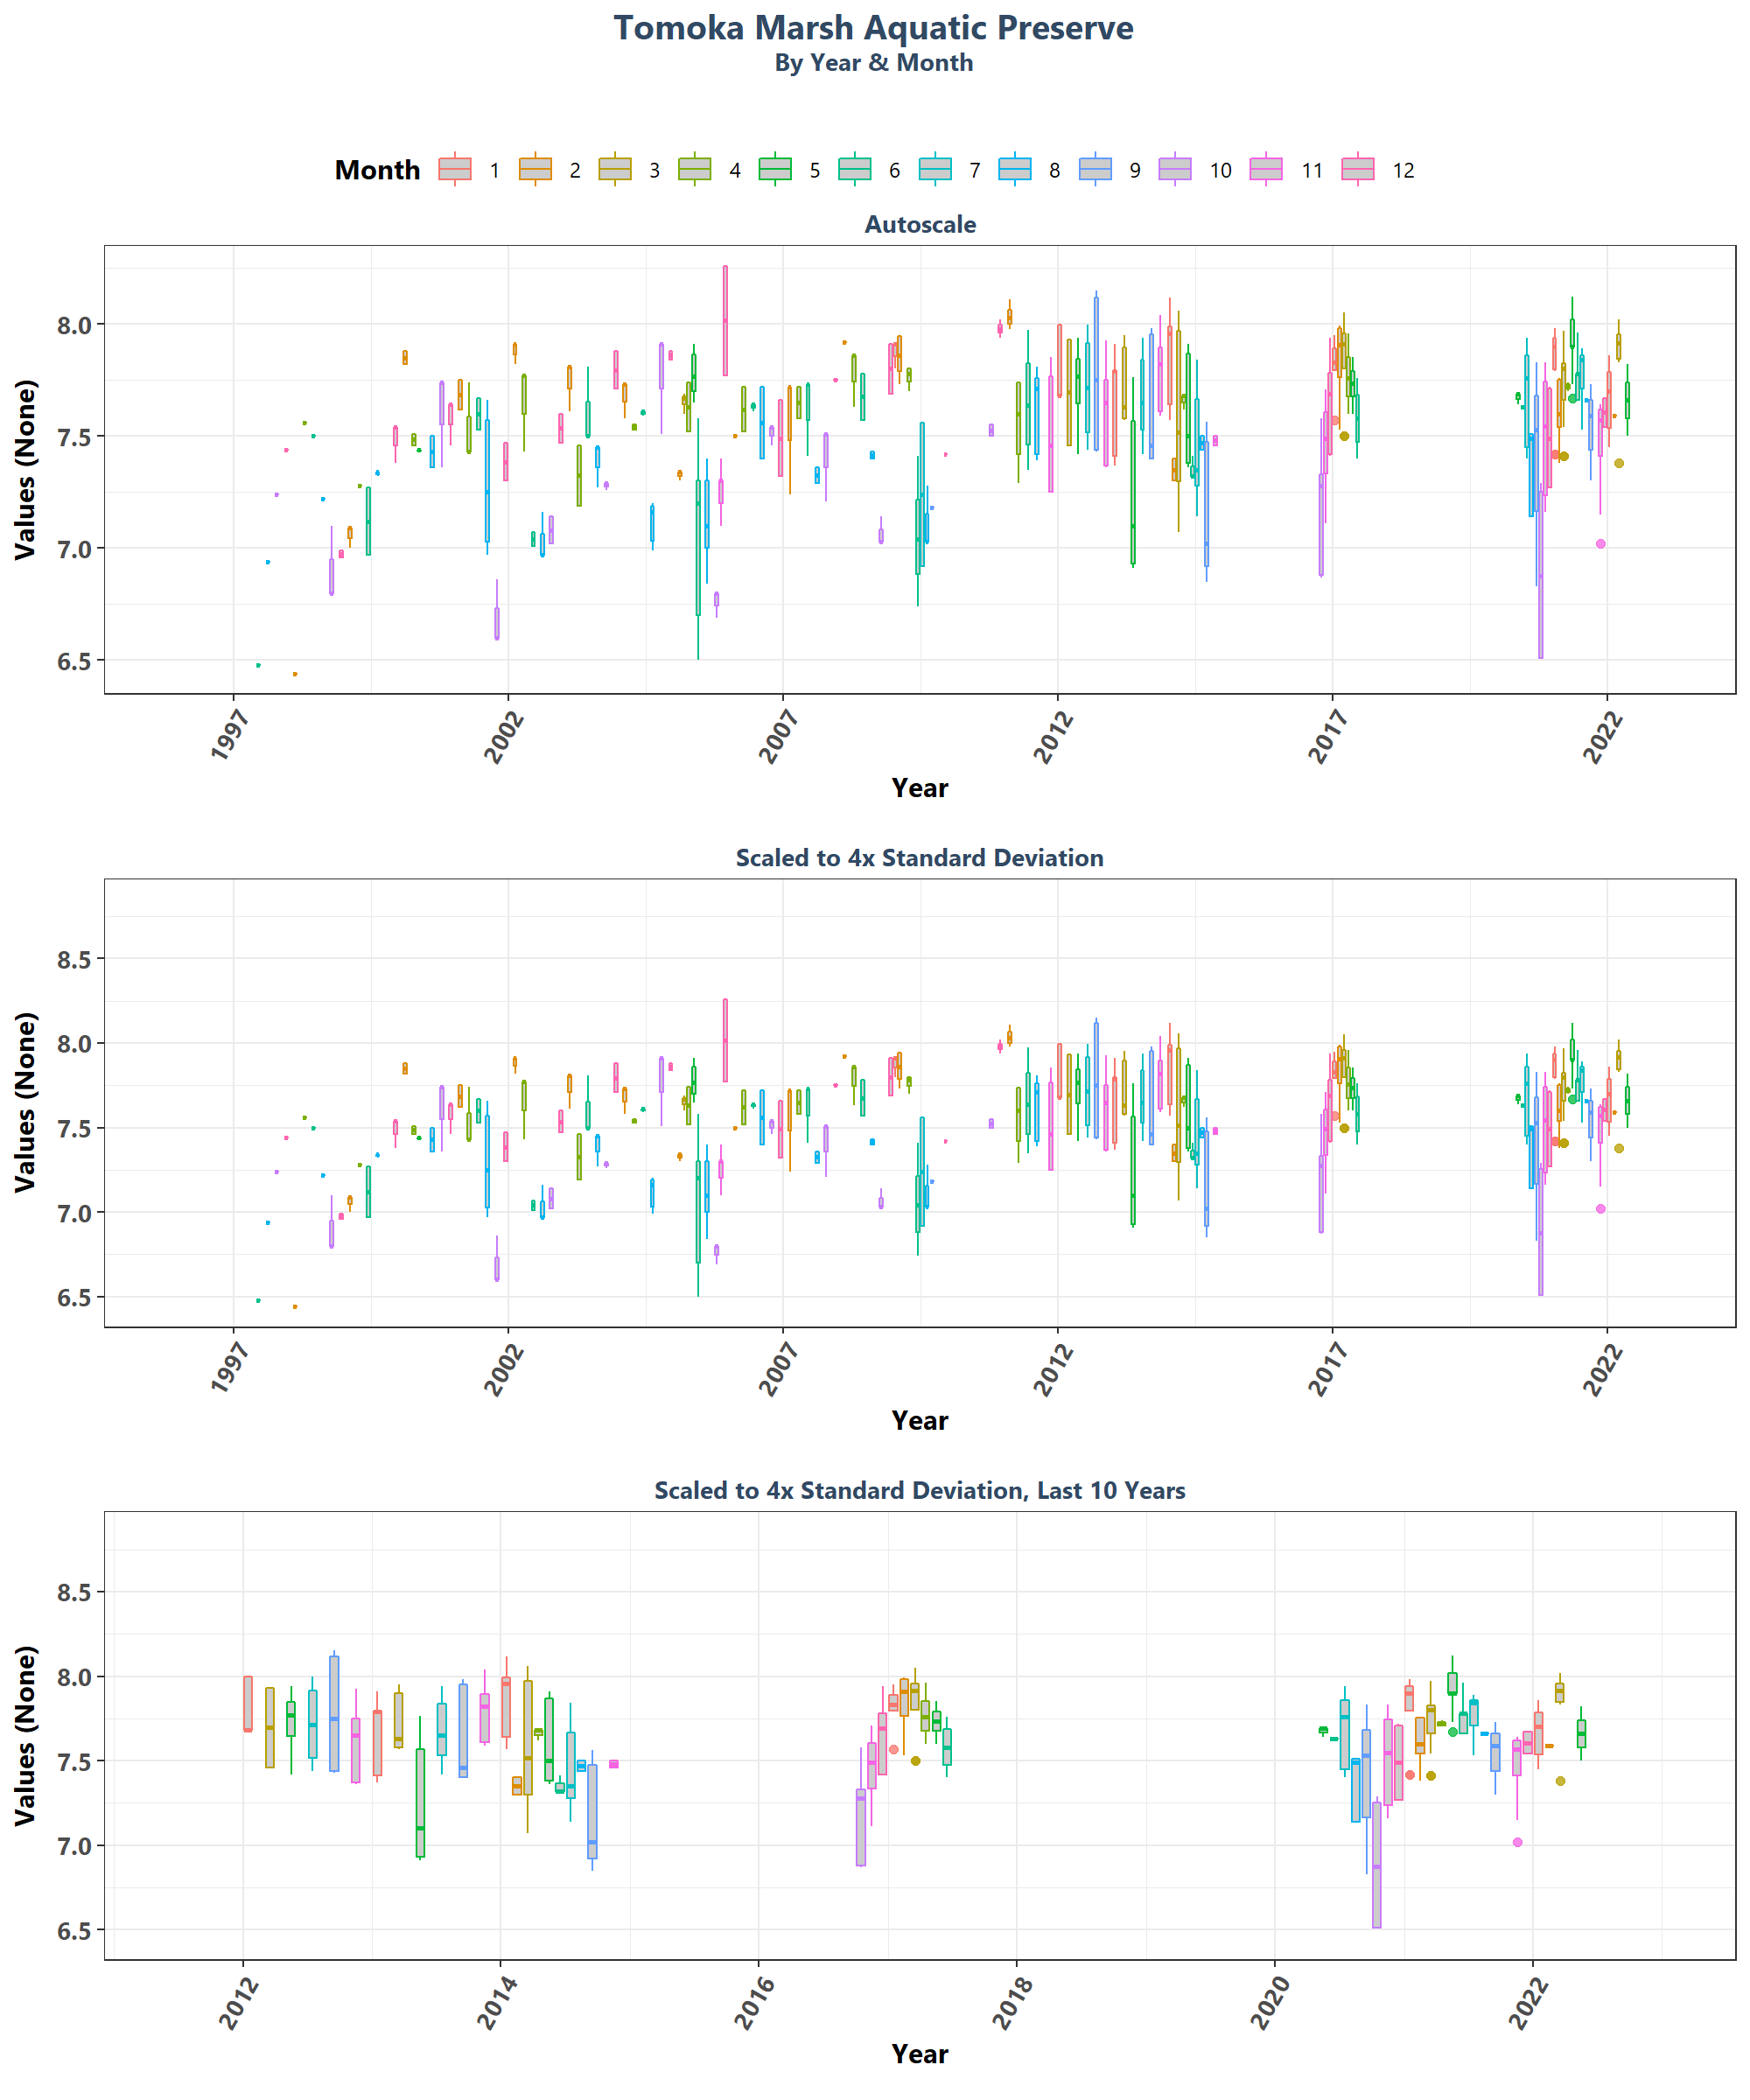 Tomoka Marsh Aquatic Preserve
By Year & Month
Month 1 2 3 4 5 6 7 8 9 10 11 12
Autoscale
Values (None)
8.0
7.5
7.0
6.5
1997 2002 2007 2012 2017 2022
Year
Scaled to 4x Standard Deviation
Values (None)
8.5
8.0
7.5
7.0
6.5
1997 2002 2007 2012 2017 2022
Year
Scaled to 4x Standard Deviation, Last 10 Years
Values (None)
8.5
8.0
7.5
7.0
6.5
2012 2014 2016 2018 2020 2022
Year